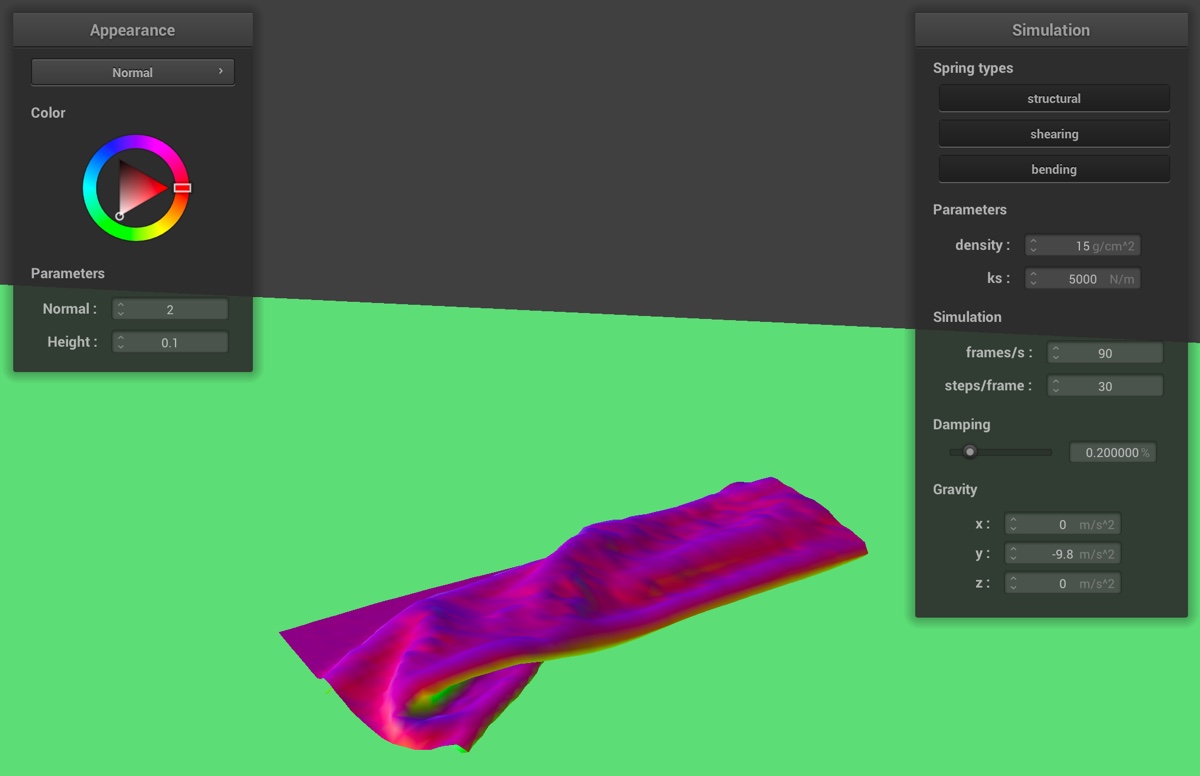 Appearance
Normal
Color
Parameters
Normal : 2
Height : 0.1
Simulation
Spring types
structural
shearing
bending
Parameters
density : 15 g/cm^2
ks : 5000 N/m
Simulation
frames/s : 90
steps/frame : 30
Damping
0.200000 %
Gravity
x : 0 m/s^2
y : -9.8 m/s^2
z : 0 m/s^2